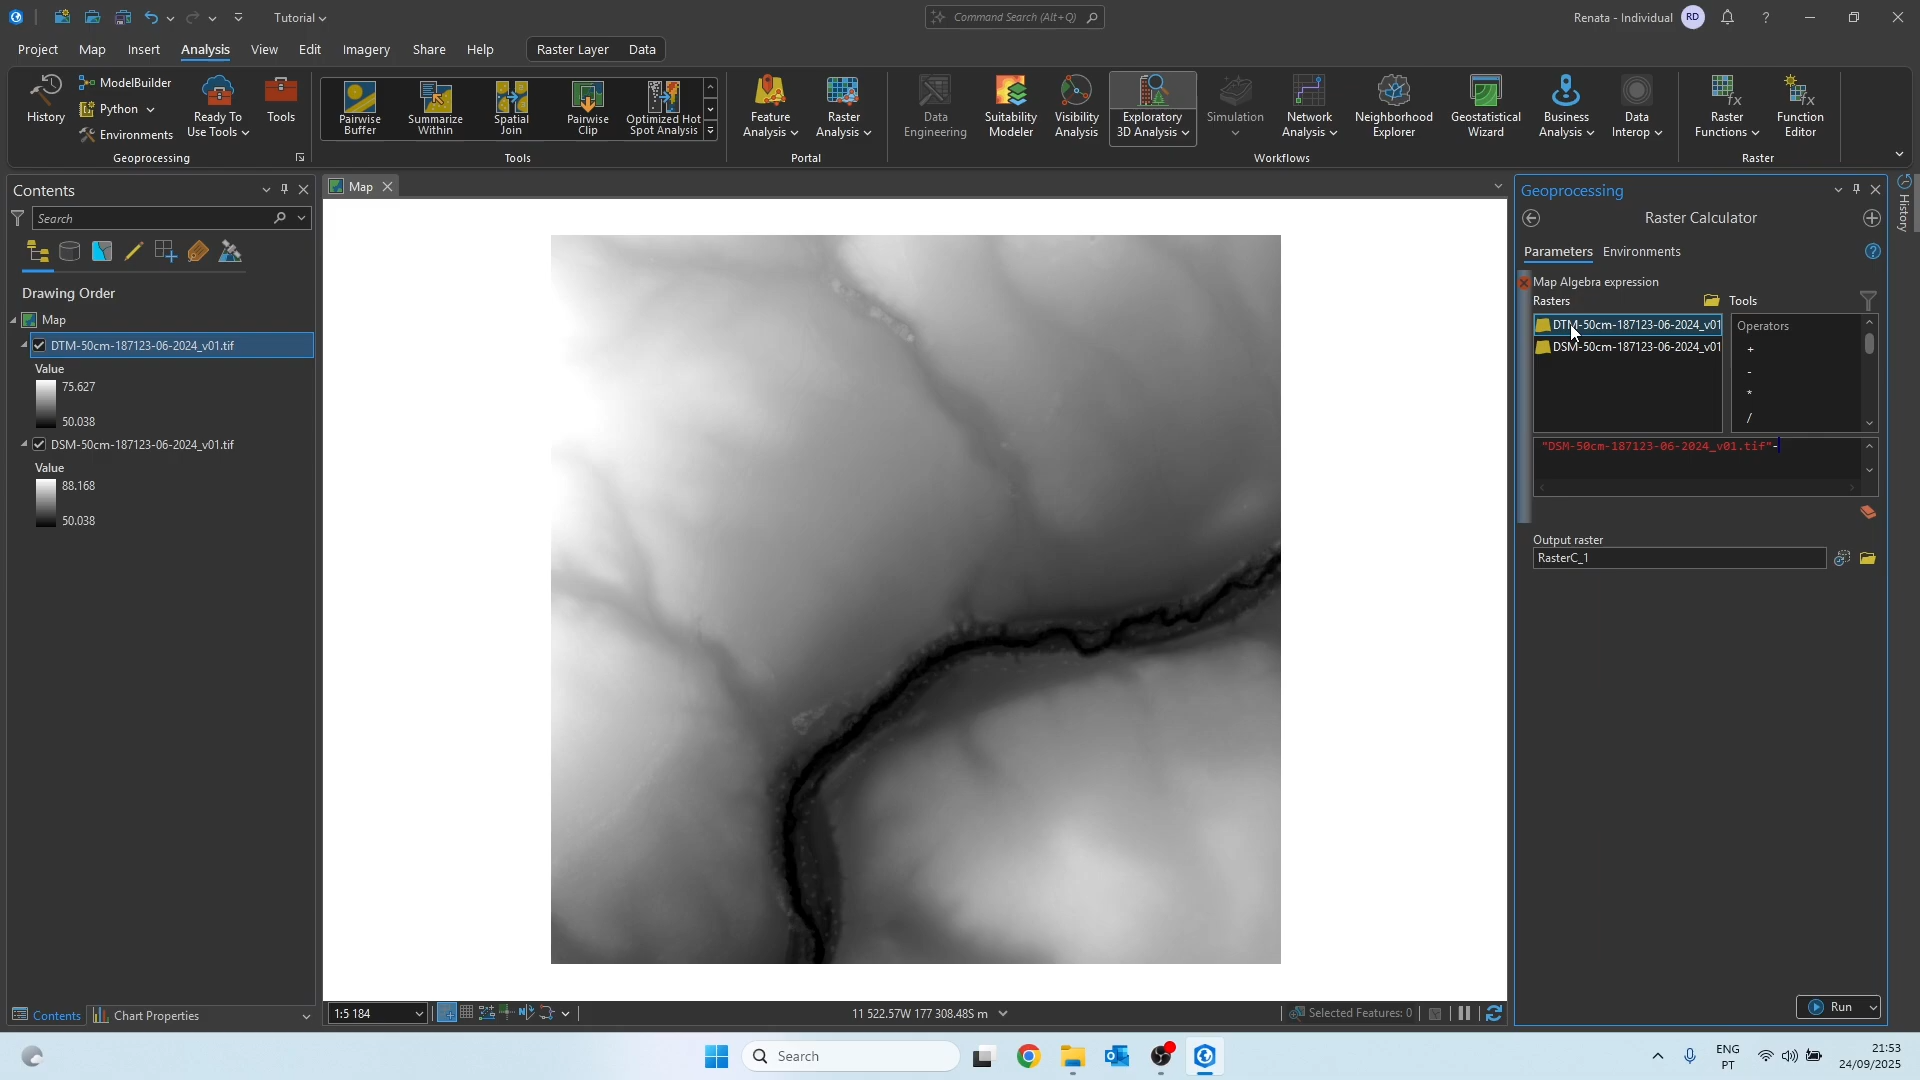 Tutorial
Command Search (Alt+Q)
Renata - Individual
RD
?
Project
Map
Insert
Analysis
View
Edit
Imagery
Share
Help
Raster Layer
Data
History
ModelBuilder
Python
Environments
Ready To Use Tools
Tools
Geoprocessing
Pairwise Buffer
Summarize Within
Spatial Join
Pairwise Clip
Optimized Hot Spot Analysis
Tools
Feature Analysis
Raster Analysis
Portal
Data Engineering
Suitability Modeler
Visibility Analysis
Exploratory 3D Analysis
Simulation
Network Analysis
Neighborhood Explorer
Geostatistical Wizard
Business Analysis
Data Interop
Workflows
Raster Functions
Function Editor
Raster
Contents
Search
Drawing Order
Map
DTM-50cm-187123-06-2024_v01.tif
Value
75.627
50.038
DSM-50cm-187123-06-2024_v01.tif
Value
88.168
50.038
Contents
Chart Properties
Map
1:5 184
11 522.57W 177 308.48S m
Selected Features: 0
Geoprocessing
Raster Calculator
Parameters
Environments
?
Map Algebra expression
Rasters
Tools
DTM-50cm-187123-06-2024_v01
DSM-50cm-187123-06-2024_v01
Operators
+
-
*
/
"DSM-50cm-187123-06-2024_v01.tif"-
Output raster
RasterC_1
Run
History
Search
ENG
PT
21:53
24/09/2025